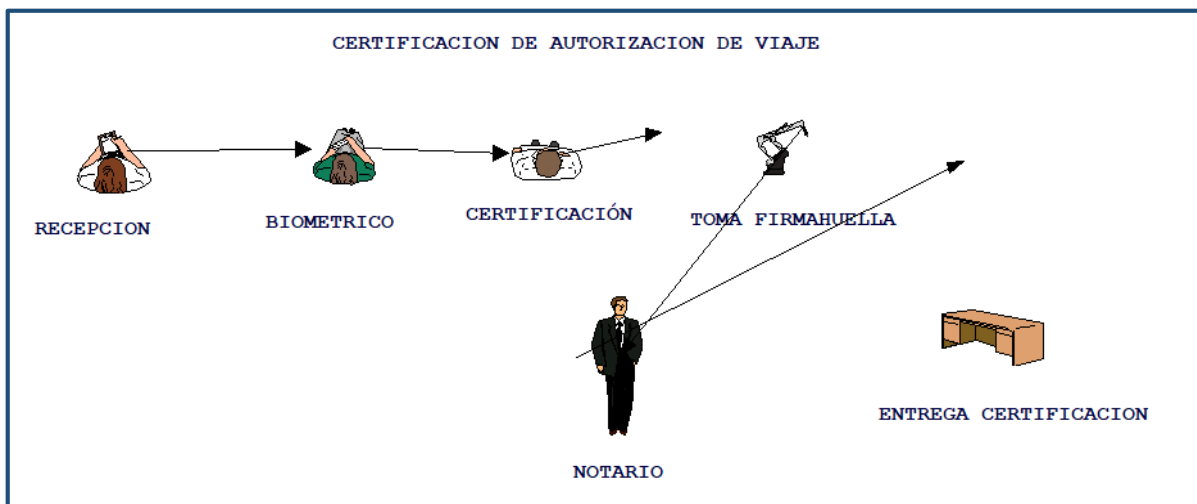 CERTIFICACION DE AUTORIZACION DE VIAJE
RECEPCION
BIOMETRICO
CERTIFICACIÓN
TOMA FIRMAHUELLA
NOTARIO
ENTREGA CERTIFICACION